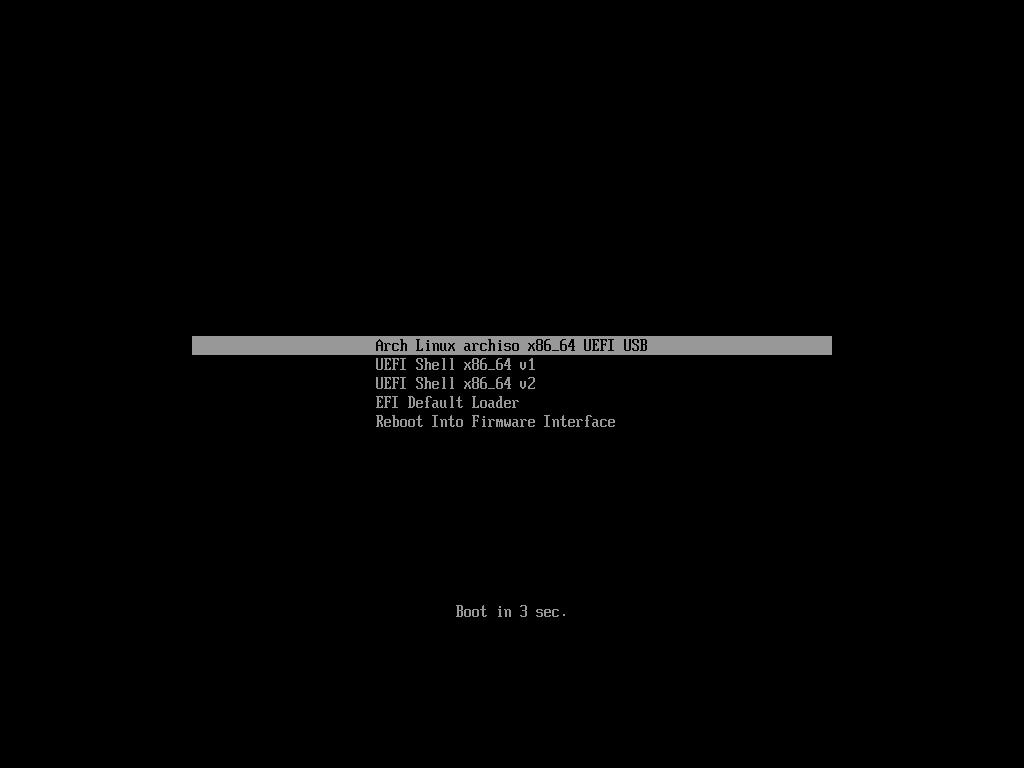 Arch Linux archiso x86_64 UEFI USB
UEFI Shell x86_64 v1
UEFI Shell x86_64 v2
EFI Default Loader
Reboot Into Firmware Interface
Boot in 3 sec.